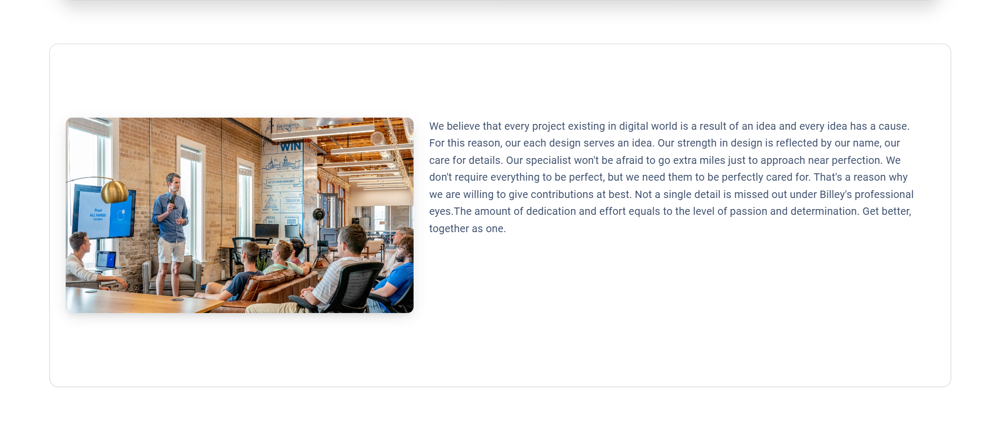 WIN
#CUSTOMER OBSESSED
Proof
ALL HANDS
We believe that every project existing in digital world is a result of an idea and every idea has a cause.
For this reason, our each design serves an idea. Our strength in design is reflected by our name, our
care for details. Our specialist won't be afraid to go extra miles just to approach near perfection. We
don't require everything to be perfect, but we need them to be perfectly cared for. That's a reason why
we are willing to give contributions at best. Not a single detail is missed out under Billey's professional
eyes.The amount of dedication and effort equals to the level of passion and determination. Get better,
together as one.